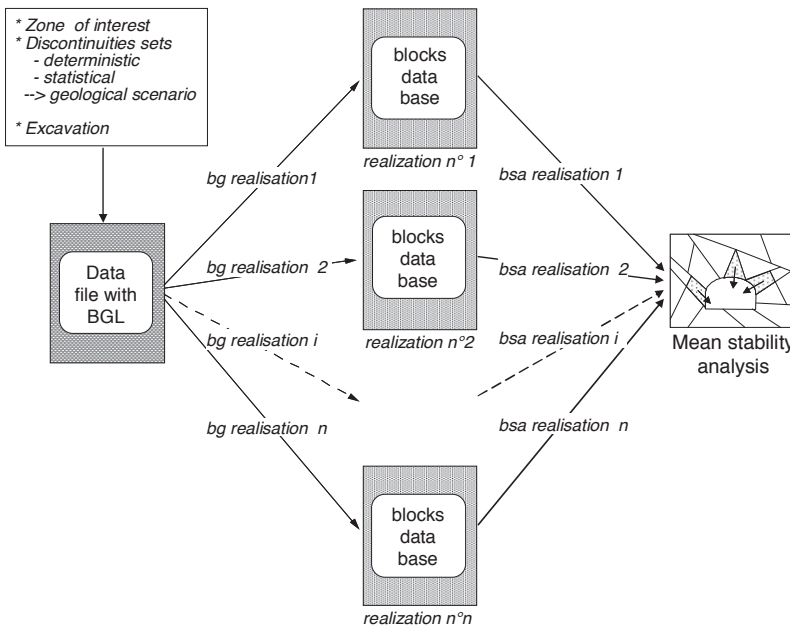 * Zone of interest
* Discontinuities sets
- deterministic
- statistical
--> geological scenario
* Excavation
Data
file with
BGL
bg realisation1
bg realisation 2
bg realisation i
bg realisation n
blocks
data
base
realization n° 1
blocks
data
base
realization n°2
blocks
data
base
realization n°n
bsa realisation 1
bsa realisation 2
bsa realisation i
bsa realisation n
Mean stability
analysis